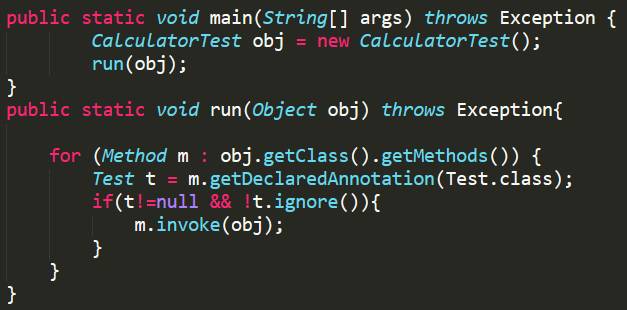 public static void main(String[] args) throws Exception {
        CalculatorTest obj = new CalculatorTest();
        run(obj);
}
public static void run(Object obj) throws Exception{
    for (Method m : obj.getClass().getMethods()) {
        Test t = m.getDeclaredAnnotation(Test.class);
        if(t!=null && !t.ignore()){
            m.invoke(obj);
        }
    }
}